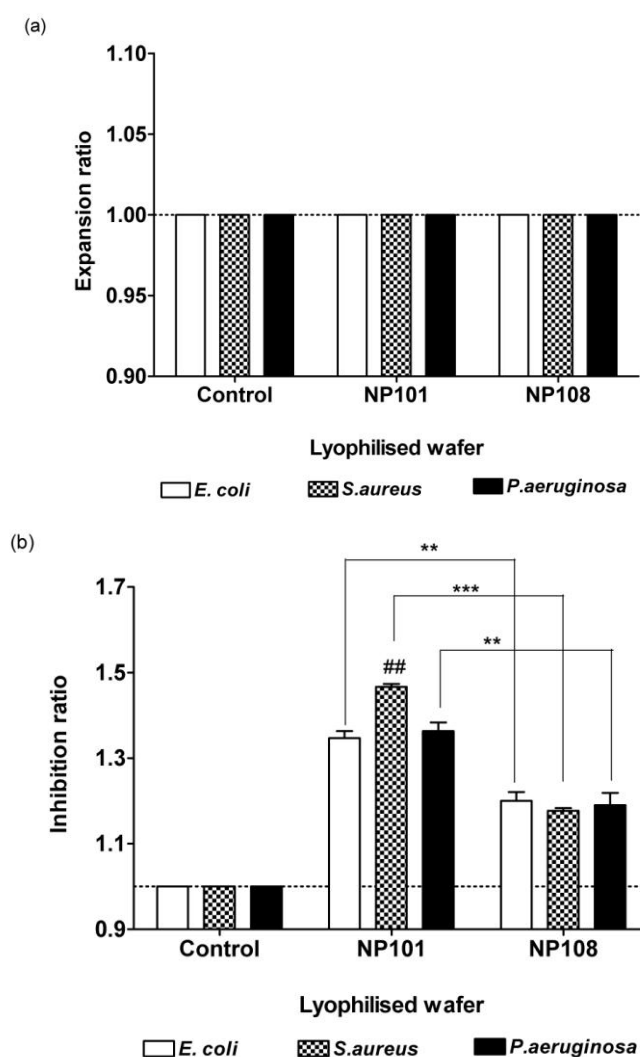 (a)
1.10
1.05
1.00
0.95
0.90
Expansion ratio
Control NP101 NP108
Lyophilised wafer
E. coli S.aureus P.aeruginosa
(b)
1.7
1.5
1.3
1.1
0.9
Inhibition ratio
**
***
**
##
Control NP101 NP108
Lyophilised wafer
E. coli S.aureus P.aeruginosa